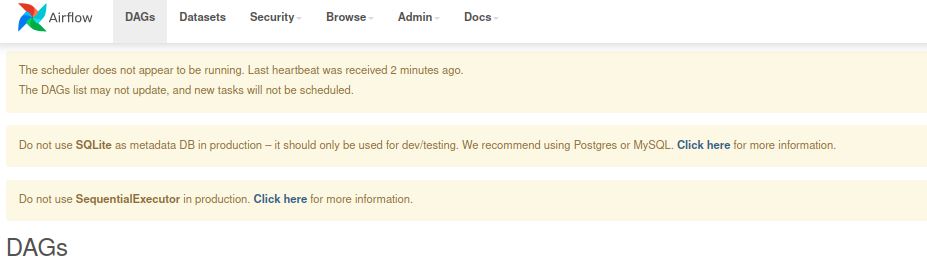 Airflow DAGs Datasets Security Browse Admin Docs
The scheduler does not appear to be running. Last heartbeat was received 2 minutes ago.
The DAGs list may not update, and new tasks will not be scheduled.
Do not use SQLite as metadata DB in production – it should only be used for dev/testing. We recommend using Postgres or MySQL. Click here for more information.
Do not use SequentialExecutor in production. Click here for more information.
DAGs